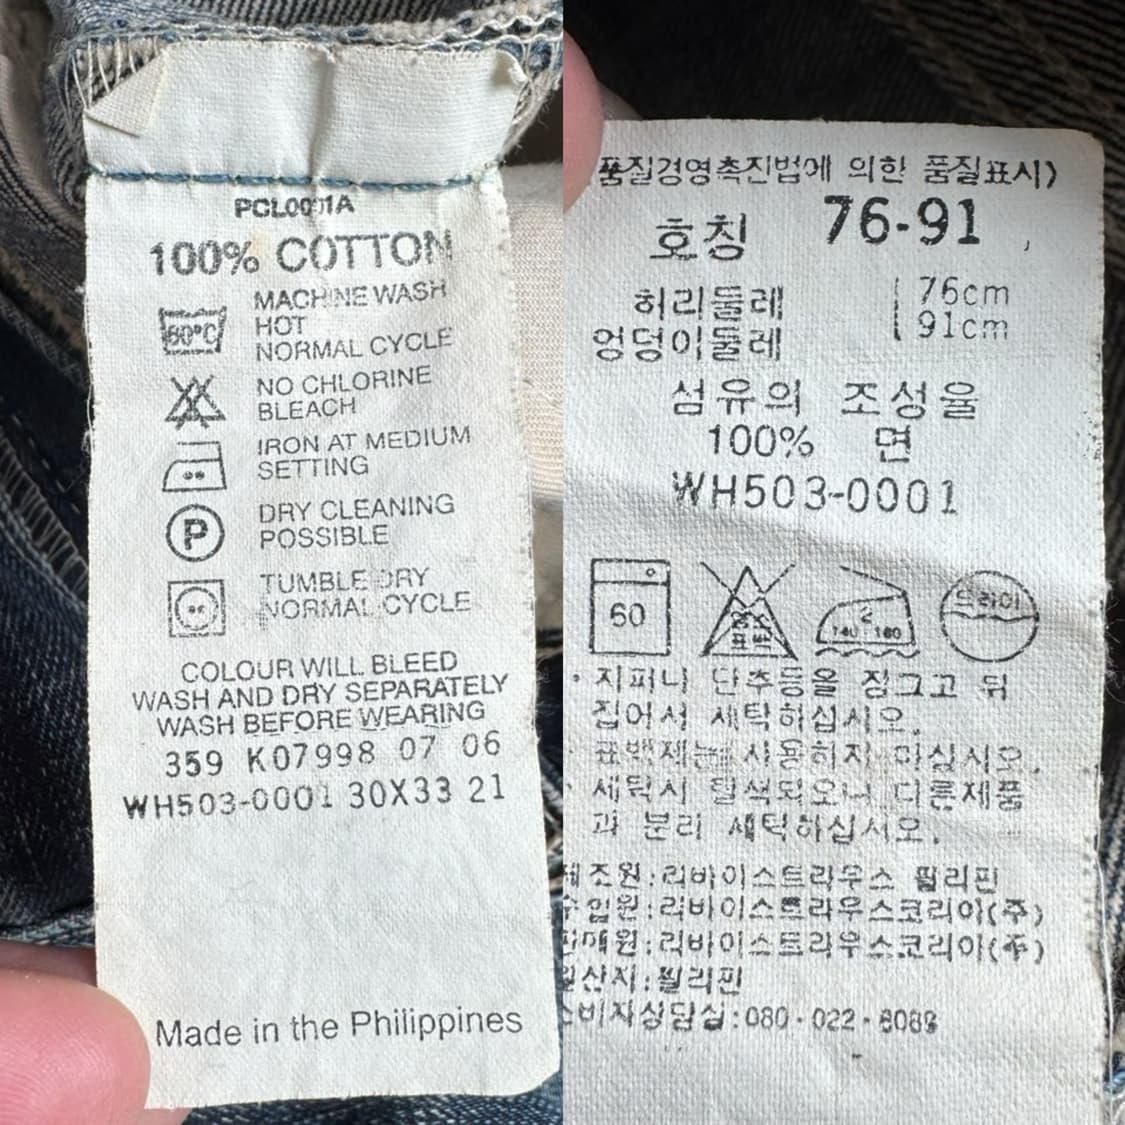 PCL0001A
100% COTTON
60°C
MACHINE WASH
HOT
NORMAL CYCLE
NO CHLORINE
BLEACH
IRON AT MEDIUM
SETTING
P
DRY CLEANING
POSSIBLE
TUMBLE DRY
NORMAL CYCLE
COLOUR WILL BLEED
WASH AND DRY SEPARATELY
WASH BEFORE WEARING
359 K07998 07 06
WH503-0001 30X33 21
Made in the Philippines
(품질경영촉진법에 의한 품질표시)
호칭 76-91
허리둘레 76cm
엉덩이둘레 91cm
섬유의 조성율
100% 면
WH503-0001
60
염소
표백
140~160
드라이
· 지퍼나 단추등을 잠그고 뒤
집어서 세탁하십시오.
표백제는 사용하지 마십시오.
· 세탁시 탈색되오니 다른제품
과 분리 세탁하십시오.
제조원:리바이스트라우스 필리핀
수입원:리바이스트라우스코리아(주)
판매원:리바이스트라우스코리아(주)
원산지:필리핀
소비자상담실:080-022-